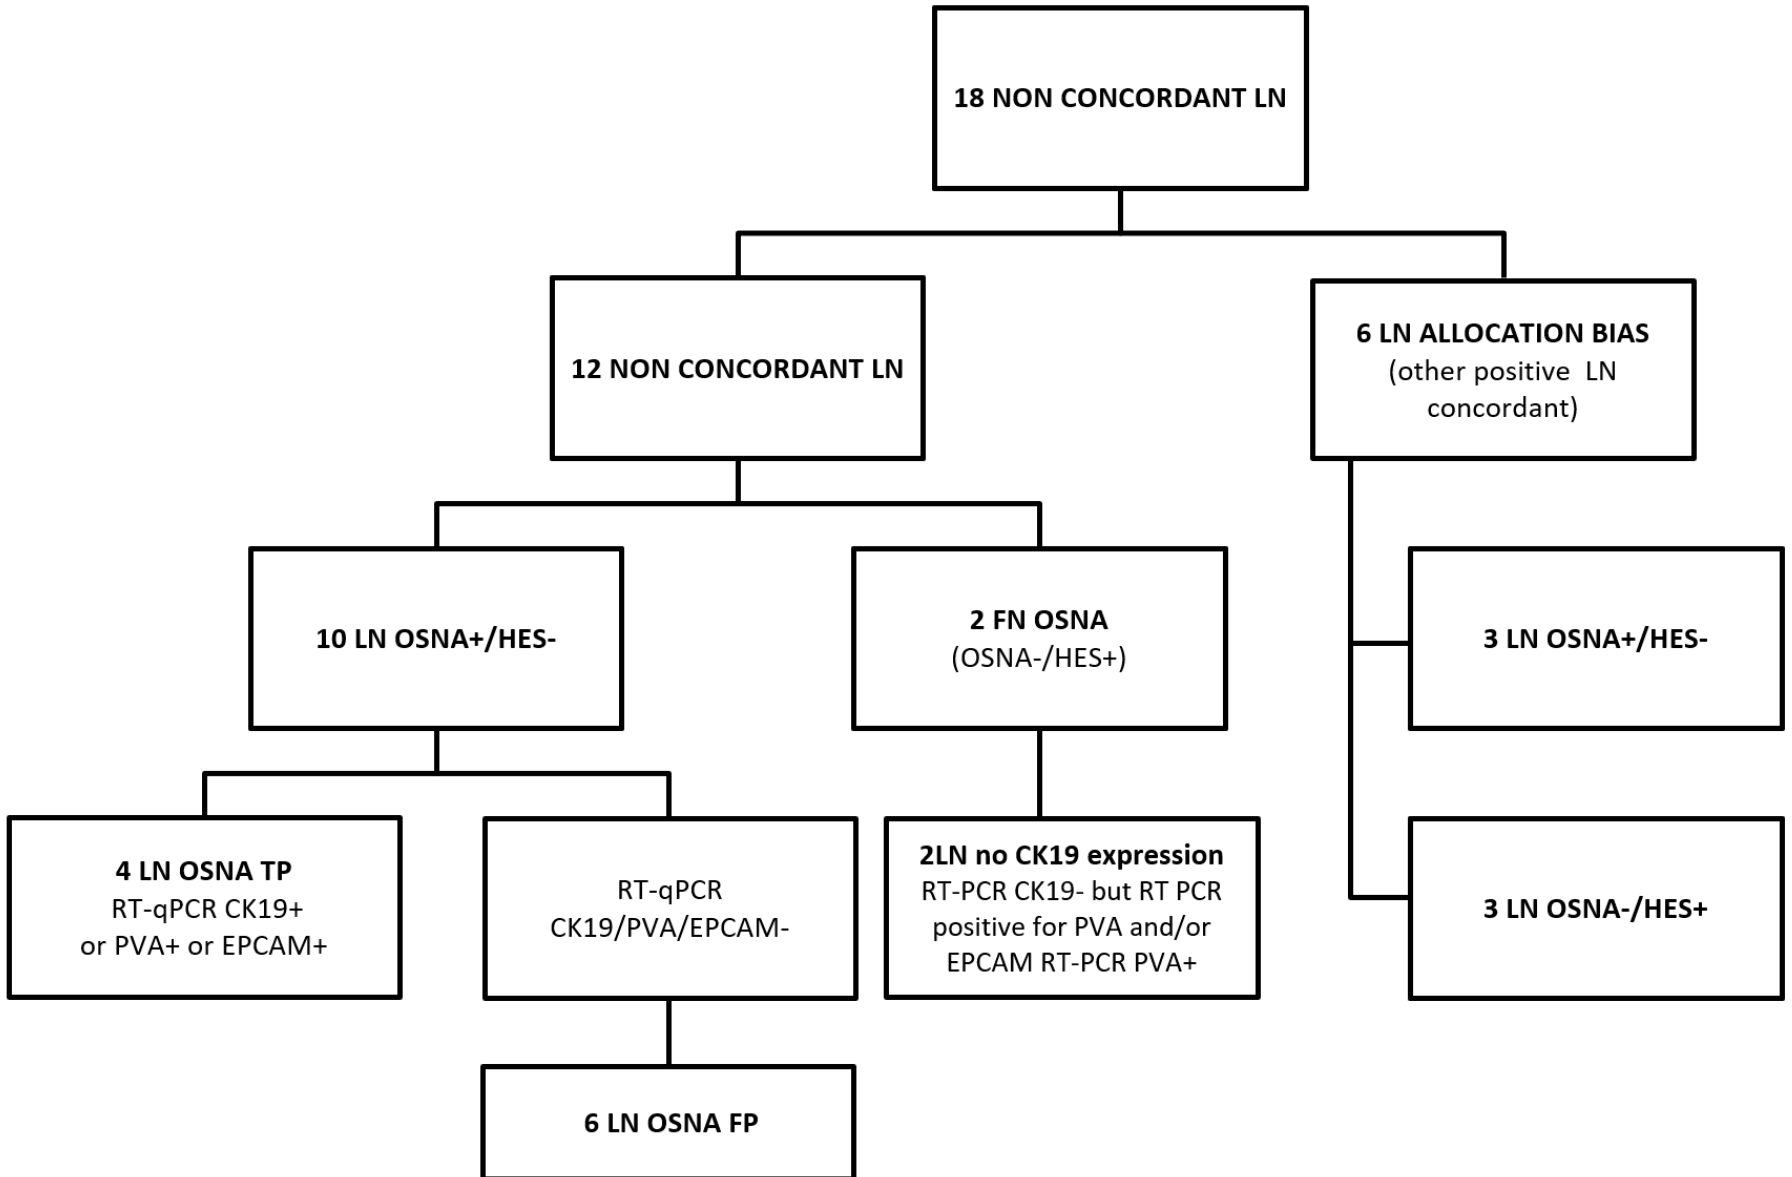 18 NON CONCORDANT LN
12 NON CONCORDANT LN
6 LN ALLOCATION BIAS
(other positive LN
concordant)
10 LN OSNA+/HES-
2 FN OSNA
(OSNA-/HES+)
3 LN OSNA+/HES-
4 LN OSNA TP
RT-qPCR CK19+
or PVA+ or EPCAM+
RT-qPCR
CK19/PVA/EPCAM-
2LN no CK19 expression
RT-PCR CK19- but RT PCR
positive for PVA and/or
EPCAM RT-PCR PVA+
3 LN OSNA-/HES+
6 LN OSNA FP